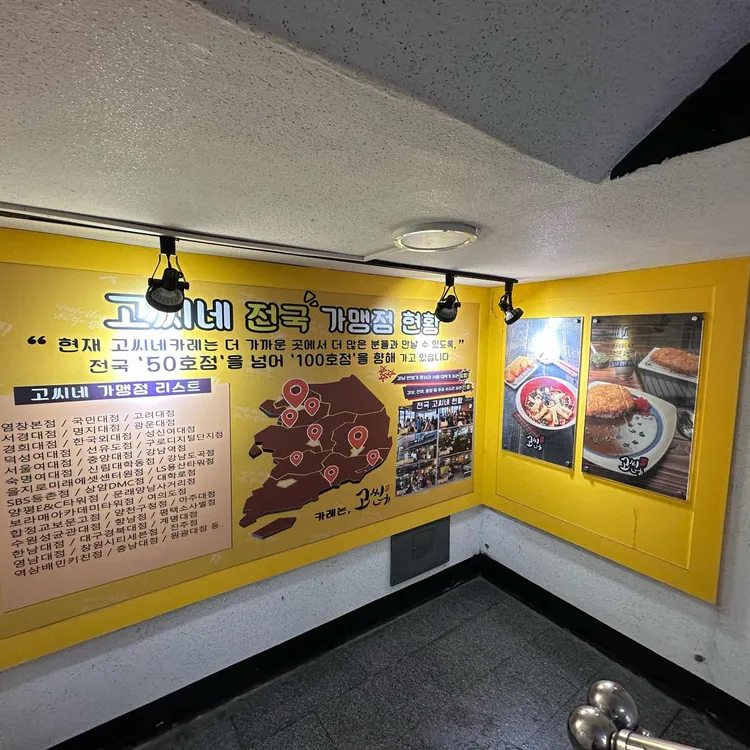 고씨네 전국 가맹점 현황
“ 현재 고씨네카레는 더 가까운 곳에서 더 많은 분들과 만날 수 있도록, ”
전국 '50호점'을 넘어 '100호점'을 향해 가고 있습니다
고씨네 가맹점 리스트
염창본점 / 국민대점 / 고려대점
서경대점 / 명지대점 / 광운대점
경희대점 / 한국외대점 / 성신여대점
덕성여대점 / 선유도점 / 구로디지털단지점
서울여대점 / 중앙대점 / 강남역점
숙명여대점 / 신림대학동점 / 강남도곡점
을지로미래에셋센터원점 / 대학로점
SBS등촌점 / 상암DMC점 / LS용산타워점
양평E&C타워점 / 문래양남사거리점
보라매아카데미타워점 / 여의도점
합정교보문고점 / 양천구청점 / 아주대점
수원성균관대점 / 향남점 / 평택소사벌점
한남대점 / 대구경북대점 / 계명대점
영남대점 / 창원시티세븐점 / 진주점
역삼배민키친점 / 충남대점 / 원광대점 등..
전국 고씨네 현황
카레는, 고씨네
고씨네
고씨네